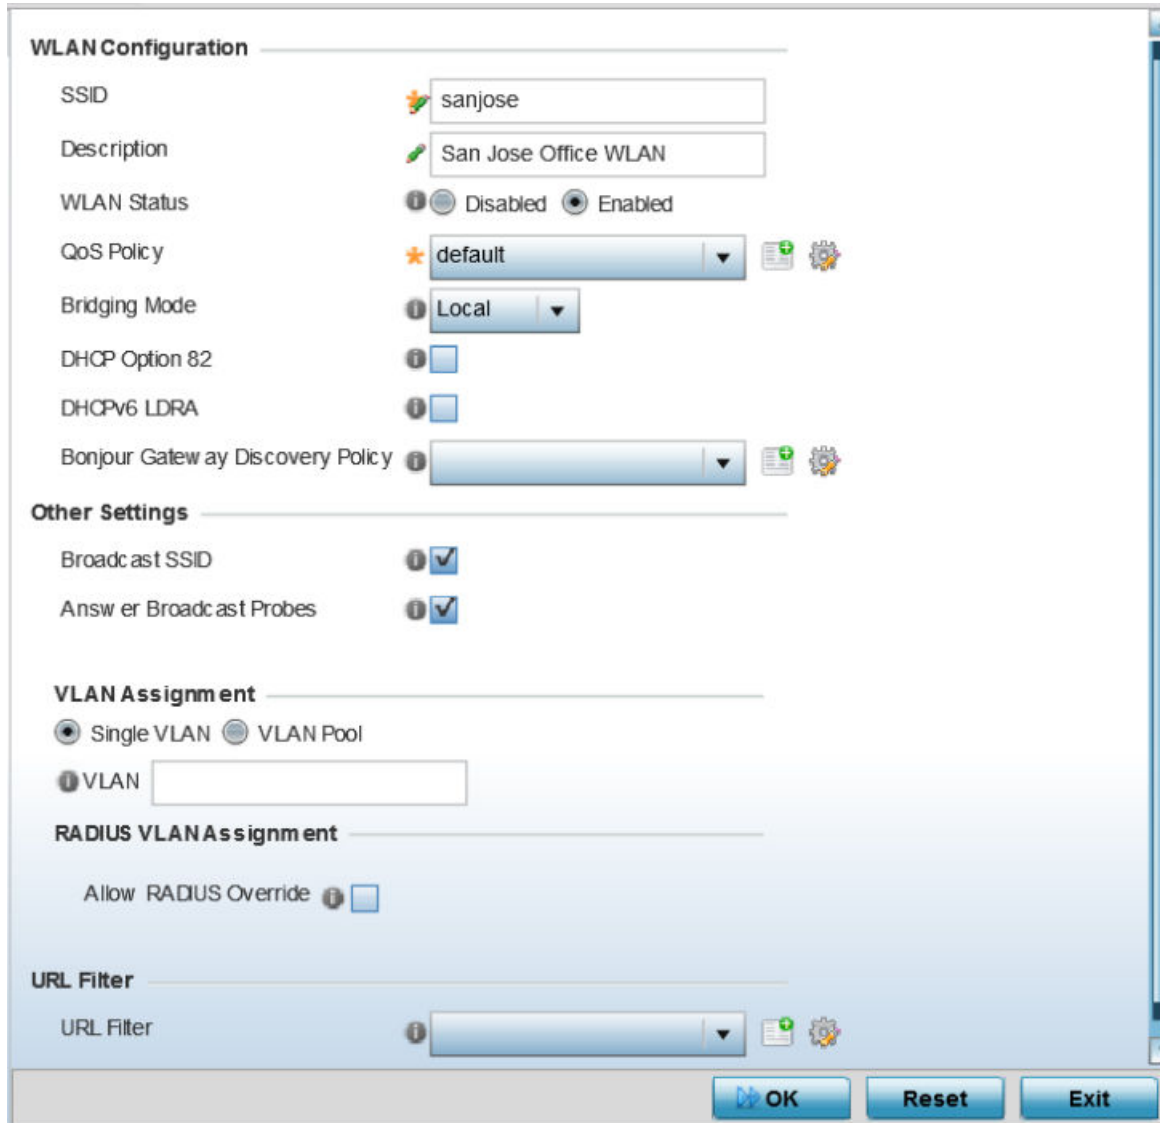 WLAN Configuration
SSID sanjose
Description San Jose Office WLAN
WLAN Status Disabled Enabled
QoS Policy default
Bridging Mode Local
DHCP Option 82
DHCPv6 LDRA
Bonjour Gateway Discovery Policy
Other Settings
Broadcast SSID
Answer Broadcast Probes
VLAN Assignment
Single VLAN VLAN Pool
VLAN
RADIUS VLAN Assignment
Allow RADIUS Override
URL Filter
URL Filter
OK Reset Exit